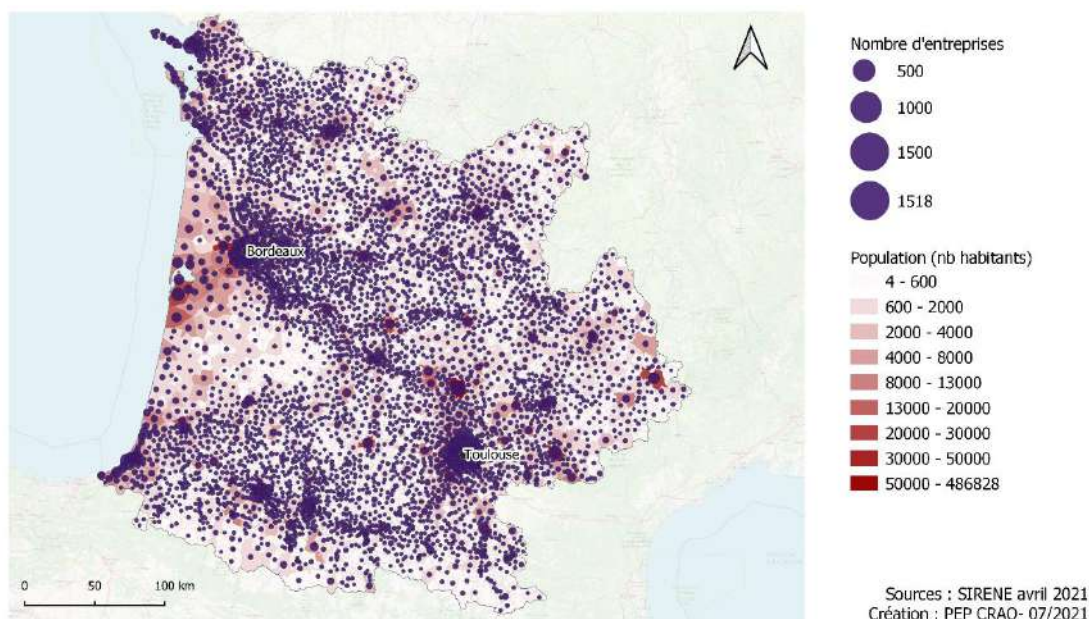 Nombre d'entreprises
500
1000
1500
1518
Population (nb habitants)
4 - 600
600 - 2000
2000 - 4000
4000 - 8000
8000 - 13000
13000 - 20000
20000 - 30000
30000 - 50000
50000 - 486828
Bordeaux
Toulouse
0 50 100 km
Sources : SIRENE avril 2021
Création : PEP CRAO- 07/2021